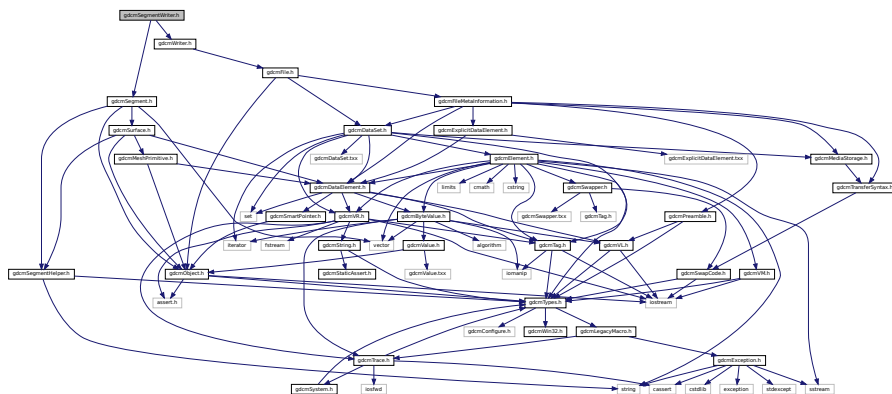 gdcmSegmentWriter.h
gdcmWriter.h
gdcmFile.h
gdcmSegment.h
gdcmFileMetaInformation.h
gdcmSurface.h
gdcmDataSet.h
gdcmExplicitDataElement.h
gdcmMeshPrimitive.h
gdcmDataSet.txx
gdcmElement.h
gdcmExplicitDataElement.txx
gdcmMediaStorage.h
gdcmDataElement.h
limits
cmath
cstring
gdcmSwapper.h
gdcmTransferSyntax.h
set
gdcmSmartPointer.h
gdcmVR.h
gdcmByteValue.h
gdcmSwapper.txx
gdcmTag.h
gdcmPreamble.h
iterator
fstream
gdcmString.h
vector
gdcmValue.h
algorithm
gdcmTag.h
gdcmVL.h
gdcmSegmentHelper.h
gdcmObject.h
gdcmStaticAssert.h
gdcmValue.txx
iomanip
gdcmSwapCode.h
gdcmVM.h
assert.h
gdcmTypes.h
iostream
gdcmConfigure.h
gdcmWin32.h
gdcmLegacyMacro.h
gdcmTrace.h
gdcmException.h
gdcmSystem.h
iosfwd
string
cassert
cstdlib
exception
stdexcept
sstream